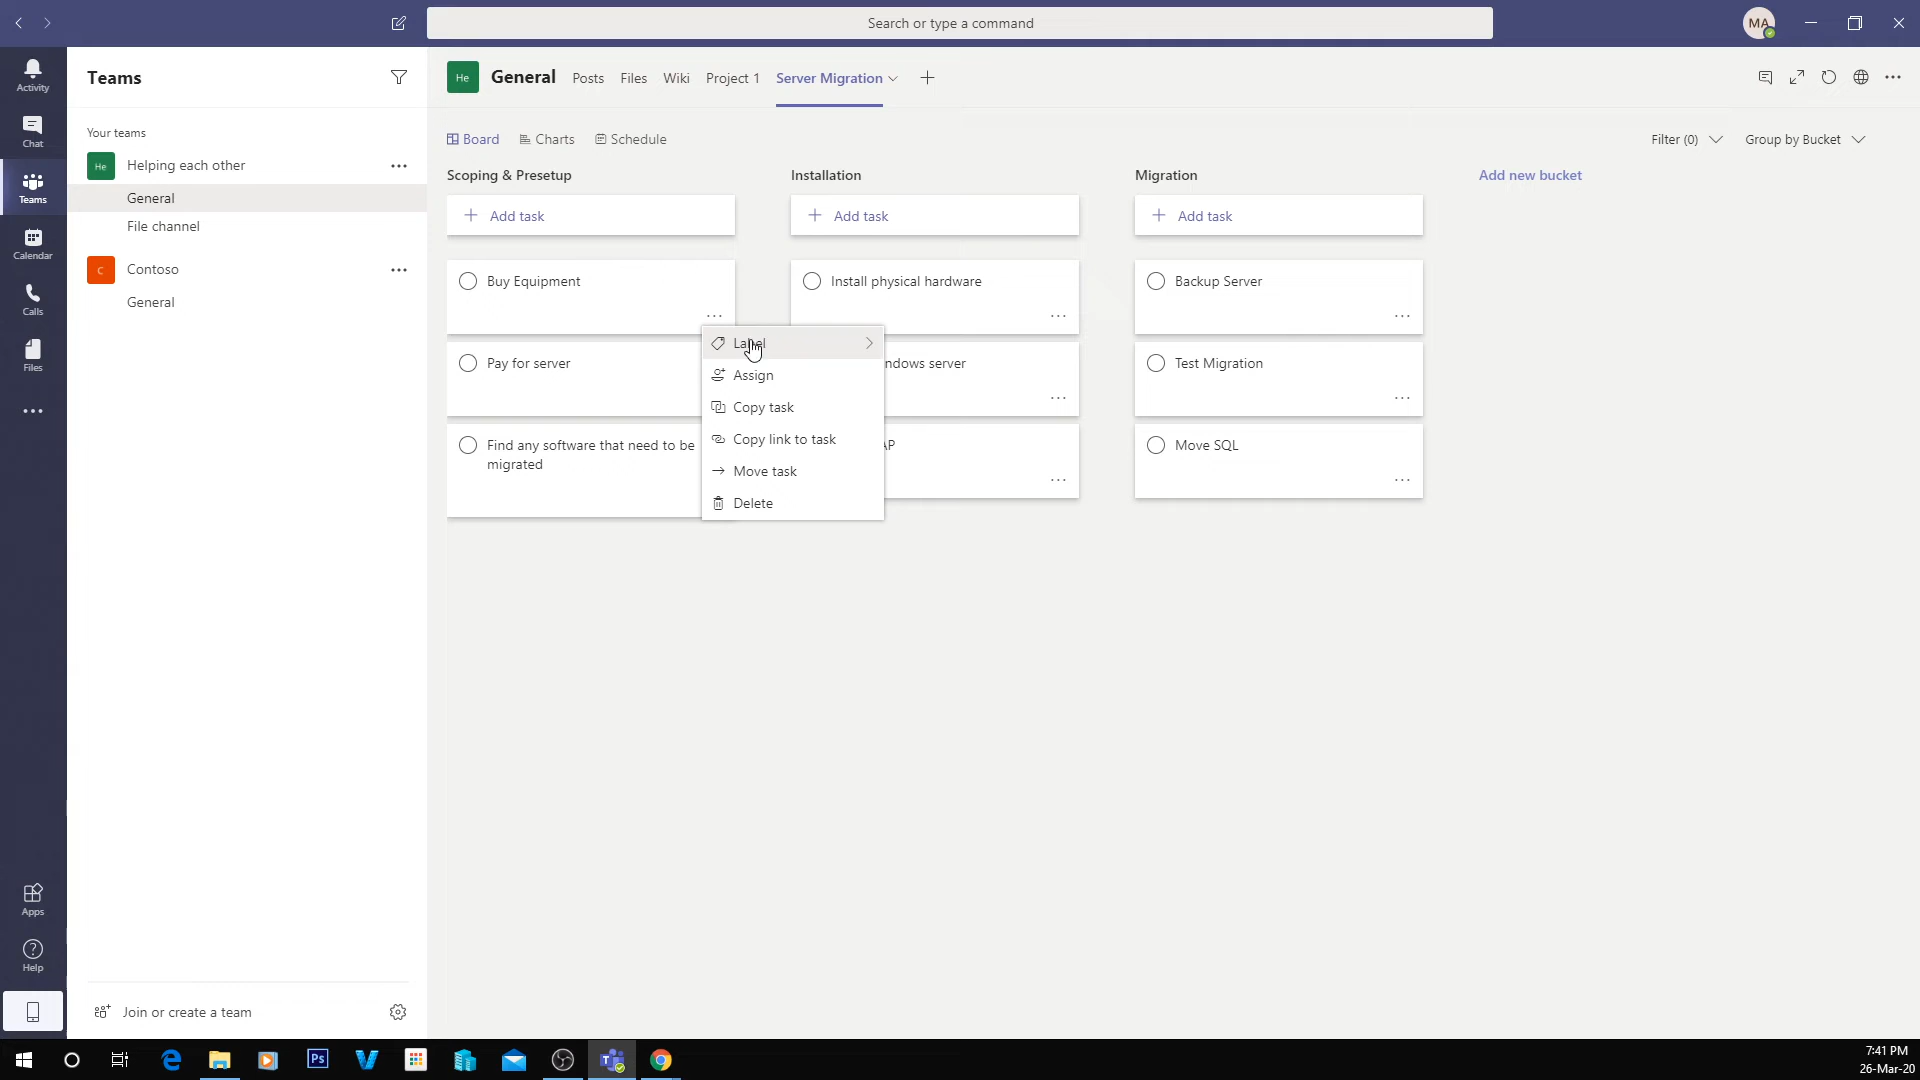 Search or type a command
MA
Activity
Chat
Teams
Calendar
Calls
Files
Apps
Help
Teams
Your teams
He
Helping each other
General
File channel
C
Contoso
General
Join or create a team
He
General
Posts
Files
Wiki
Project 1
Server Migration
Board
Charts
Schedule
Filter (0)
Group by Bucket
Scoping & Presetup
Add task
Buy Equipment
Pay for server
Find any software that need to be
migrated
Label
Assign
Copy task
Copy link to task
Move task
Delete
Installation
Add task
Install physical hardware
ndows server
AP
Migration
Add task
Backup Server
Test Migration
Move SQL
Add new bucket
Ps
7:41 PM
26-Mar-20